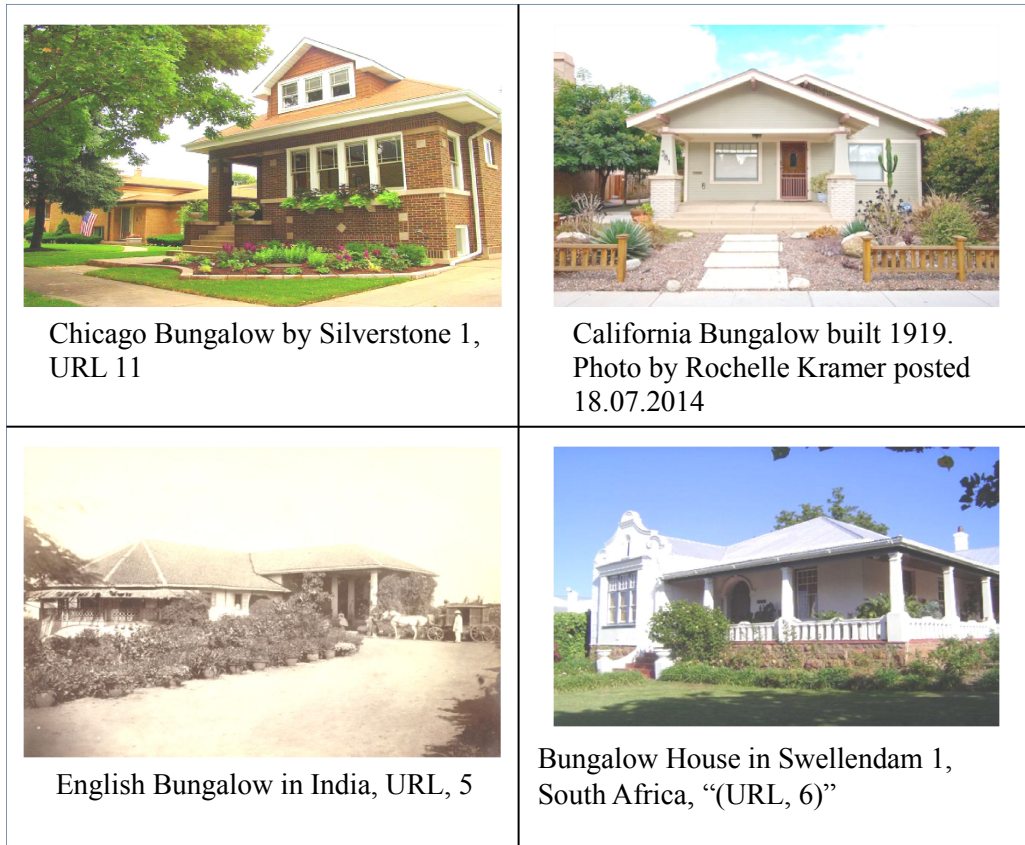 Chicago Bungalow by Silverstone 1,
URL 11
California Bungalow built 1919.
Photo by Rochelle Kramer posted
18.07.2014
English Bungalow in India, URL, 5
Bungalow House in Swellendam 1,
South Africa, “(URL, 6)”